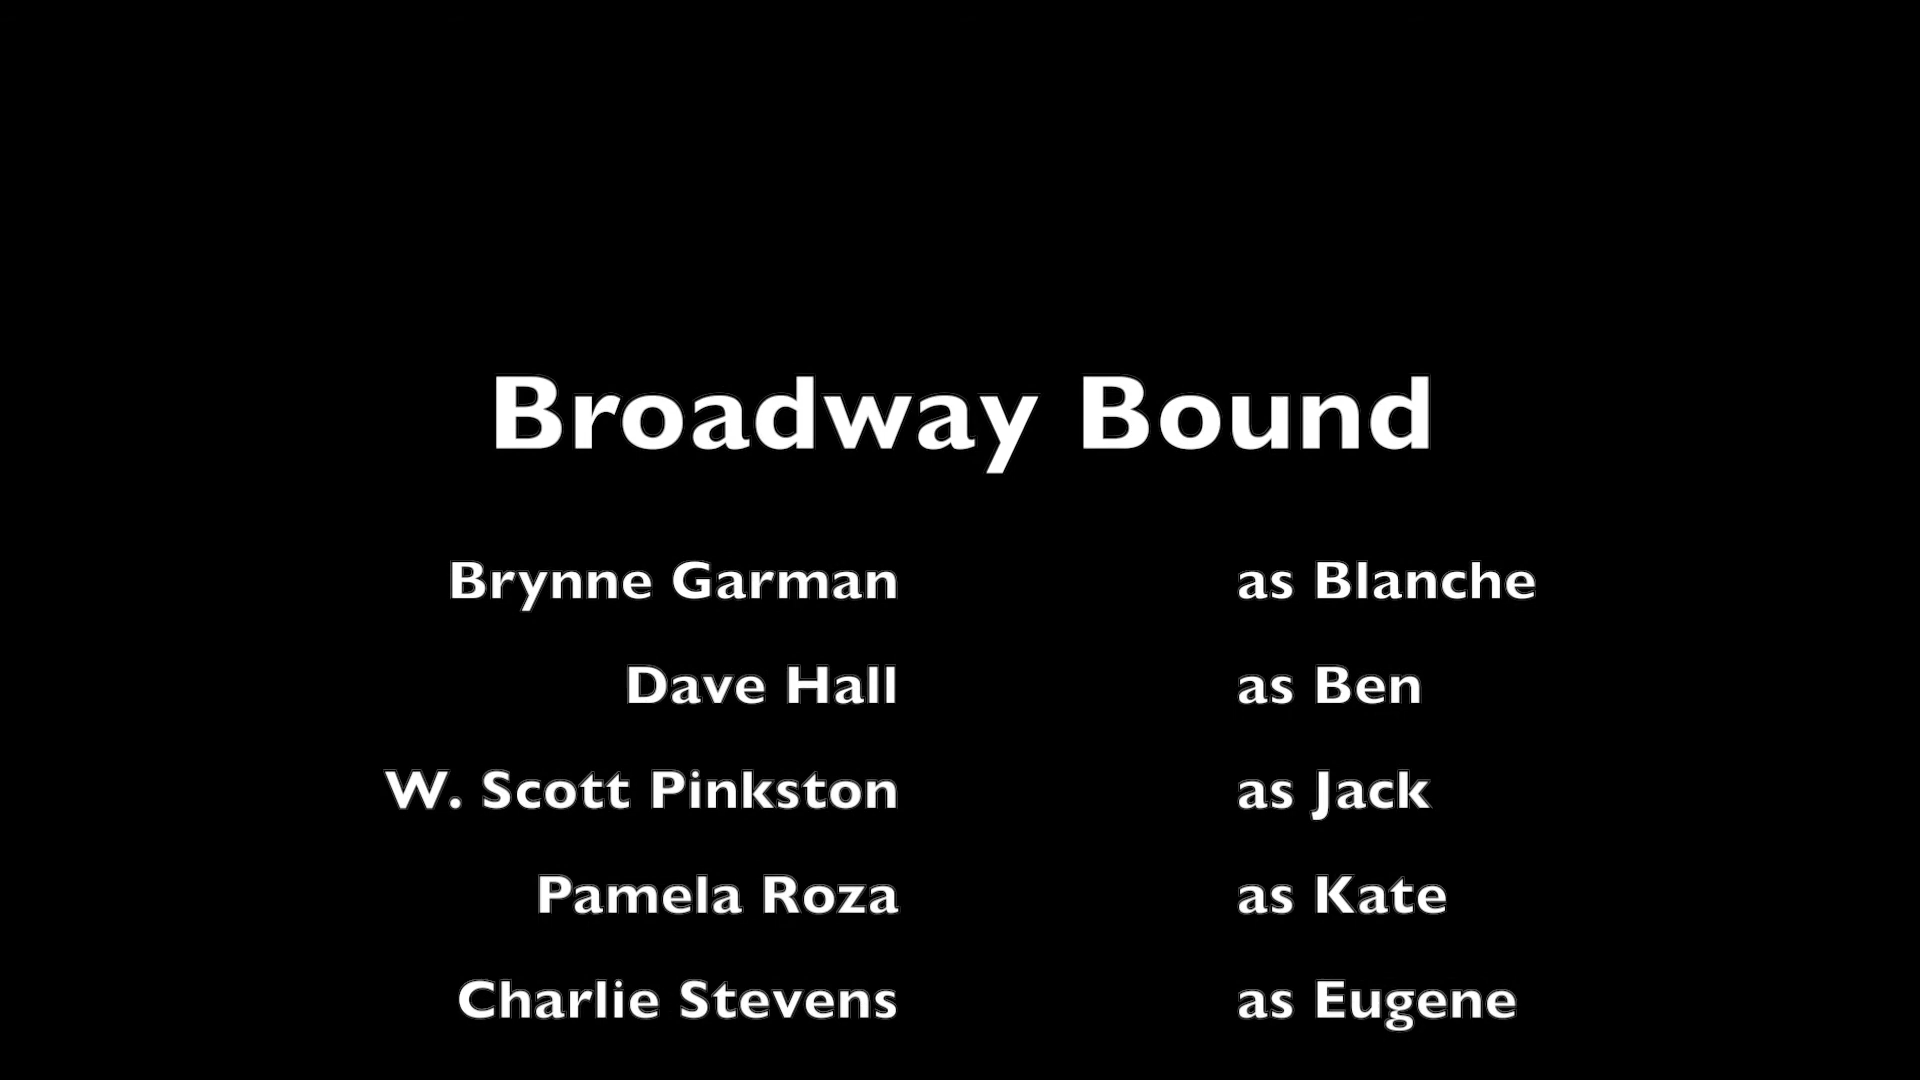 Broadway Bound
Brynne Garman as Blanche
Dave Hall as Ben
W. Scott Pinkston as Jack
Pamela Roza as Kate
Charlie Stevens as Eugene